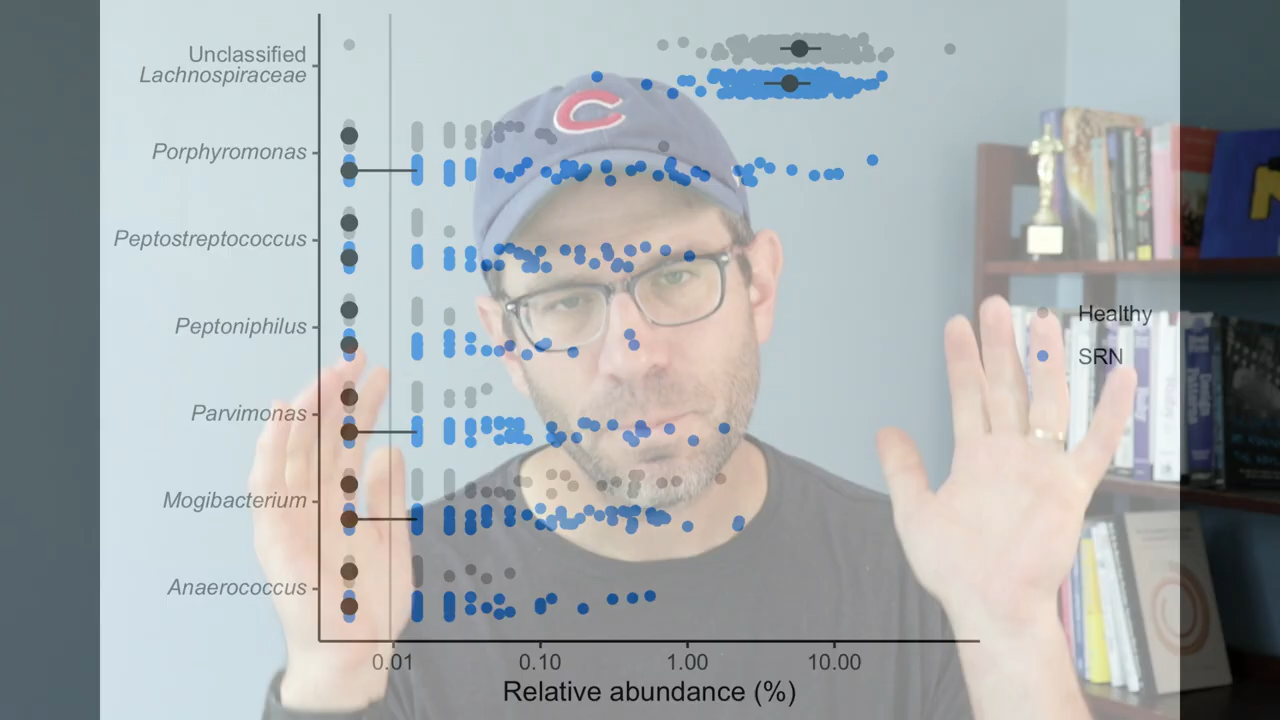 Unclassified
Lachnospiraceae
Porphyromonas
Peptostreptococcus
Peptoniphilus
Parvimonas
Mogibacterium
Anaerococcus
0.01 0.10 1.00 10.00
Relative abundance (%)
Healthy
SRN
C